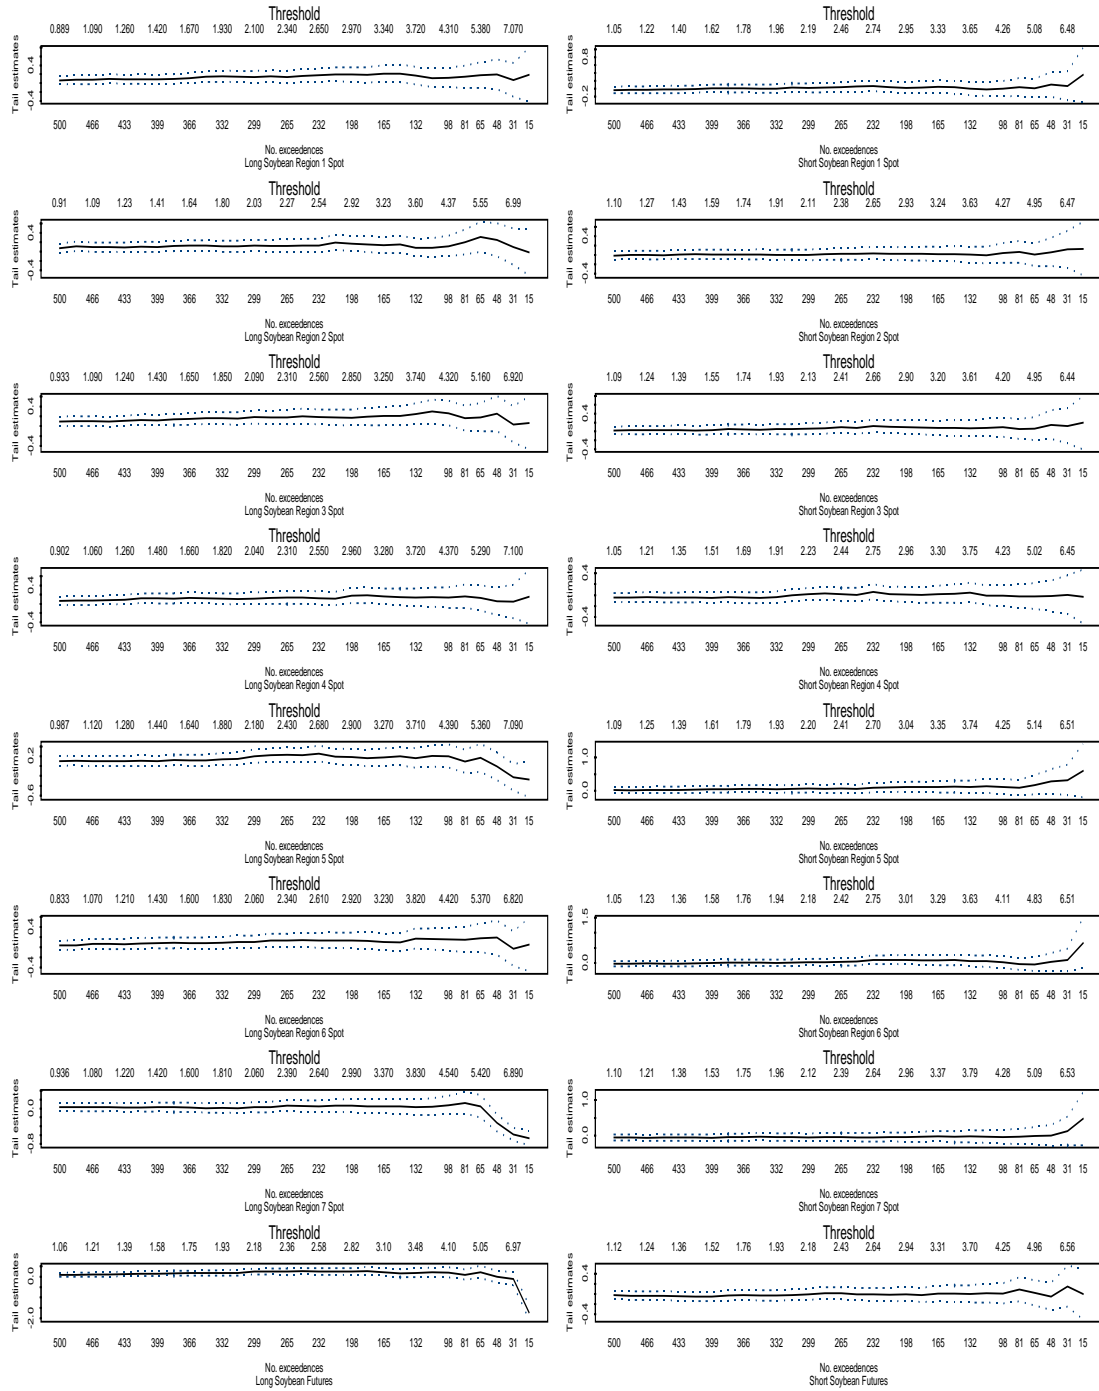 Threshold
0.889 1.090 1.260 1.420 1.710 1.930 2.100 2.340 2.650 2.970 3.340 3.700 4.310 5.380 7.070
Tail estimates
-0.4 0.4
500 466 433 399 366 332 299 265 232 198 165 132 98 81 65 48 31 15
No. exceedences
Long Soybean Region 1 Spot
Threshold
1.05 1.22 1.40 1.56 1.76 1.96 2.19 2.46 2.74 2.93 3.26 3.65 4.28 5.08 6.48
Tail estimates
-0.2 0.8
500 466 433 399 366 332 299 265 232 198 165 132 98 81 65 48 31 15
No. exceedences
Short Soybean Region 1 Spot
Threshold
0.91 1.09 1.23 1.41 1.64 1.80 2.03 2.27 2.54 2.92 3.23 3.60 4.37 5.55 6.99
Tail estimates
-0.4 0.4
500 466 433 399 366 332 299 265 232 198 165 132 98 81 65 48 31 15
No. exceedences
Long Soybean Region 2 Spot
Threshold
1.10 1.27 1.43 1.59 1.75 1.91 2.11 2.38 2.65 2.93 3.24 3.60 4.27 5.03 6.47
Tail estimates
-0.4 0.4
500 466 433 399 366 332 299 265 232 198 165 132 98 81 65 48 31 15
No. exceedences
Short Soybean Region 2 Spot
Threshold
0.933 1.090 1.240 1.430 1.650 1.850 2.090 2.310 2.560 2.850 3.250 3.740 4.320 5.160 6.920
Tail estimates
-0.4 0.4
500 466 433 399 366 332 299 265 232 198 165 132 98 81 65 48 31 15
No. exceedences
Long Soybean Region 3 Spot
Threshold
1.09 1.24 1.39 1.55 1.74 1.93 2.13 2.41 2.66 2.90 3.20 3.61 4.20 4.95 6.44
Tail estimates
-0.4 0.4
500 466 433 399 366 332 299 265 232 198 165 132 98 81 65 48 31 15
No. exceedences
Short Soybean Region 3 Spot
Threshold
0.902 1.060 1.260 1.480 1.660 1.820 2.040 2.310 2.550 2.960 3.280 3.720 4.370 5.290 7.100
Tail estimates
-0.4 0.4
500 466 433 399 366 332 299 265 232 198 165 132 98 81 65 48 31 15
No. exceedences
Long Soybean Region 4 Spot
Threshold
1.05 1.21 1.35 1.51 1.69 1.91 2.23 2.44 2.75 2.96 3.30 3.75 4.23 5.02 6.45
Tail estimates
-0.4 0.4
500 466 433 399 366 332 299 265 232 198 165 132 98 81 65 48 31 15
No. exceedences
Short Soybean Region 4 Spot
Threshold
0.987 1.120 1.280 1.440 1.640 1.880 2.180 2.430 2.680 2.900 3.270 3.710 4.390 5.360 7.090
Tail estimates
-0.6 0.2
500 466 433 399 366 332 299 265 232 198 165 132 98 81 65 48 31 15
No. exceedences
Long Soybean Region 5 Spot
Threshold
1.09 1.25 1.39 1.61 1.79 1.93 2.20 2.41 2.70 3.04 3.35 3.74 4.25 5.14 6.51
Tail estimates
0.0 1.0
500 466 433 399 366 332 299 265 232 198 165 132 98 81 65 48 31 15
No. exceedences
Short Soybean Region 5 Spot
Threshold
0.833 1.070 1.210 1.420 1.660 1.830 2.060 2.340 2.610 2.940 3.230 3.820 4.420 5.370 6.820
Tail estimates
-0.4 0.4
500 466 433 399 366 332 299 265 232 198 165 132 98 81 65 48 31 15
No. exceedences
Long Soybean Region 6 Spot
Threshold
1.05 1.23 1.36 1.58 1.76 1.93 2.18 2.42 2.75 3.01 3.29 3.63 4.11 4.83 6.51
Tail estimates
0.0 1.5
500 466 433 399 366 332 299 265 232 198 165 132 98 81 65 48 31 15
No. exceedences
Short Soybean Region 6 Spot
Threshold
0.936 1.080 1.220 1.420 1.600 1.810 2.060 2.390 2.640 2.990 3.370 3.830 4.540 5.420 6.890
Tail estimates
-0.8 0.0
500 466 433 399 366 332 299 265 232 198 165 132 98 81 65 48 31 15
No. exceedences
Long Soybean Region 7 Spot
Threshold
1.10 1.21 1.38 1.53 1.75 1.96 2.11 2.39 2.64 2.96 3.37 3.79 4.28 5.09 6.53
Tail estimates
0.0 1.0
500 466 433 399 366 332 299 265 232 198 165 132 98 81 65 48 31 15
No. exceedences
Short Soybean Region 7 Spot
Threshold
1.06 1.21 1.39 1.58 1.75 1.93 2.18 2.36 2.58 2.82 3.10 3.48 4.10 5.05 6.97
Tail estimates
-2.0 0.0
500 466 433 399 366 332 299 265 232 198 165 132 98 81 65 48 31 15
No. exceedences
Long Soybean Futures
Threshold
1.12 1.24 1.36 1.52 1.76 1.93 2.18 2.43 2.64 2.94 3.31 3.70 4.25 4.96 6.56
Tail estimates
-0.4 0.4
500 466 433 399 366 332 299 265 232 198 165 132 98 81 65 48 31 15
No. exceedences
Short Soybean Futures